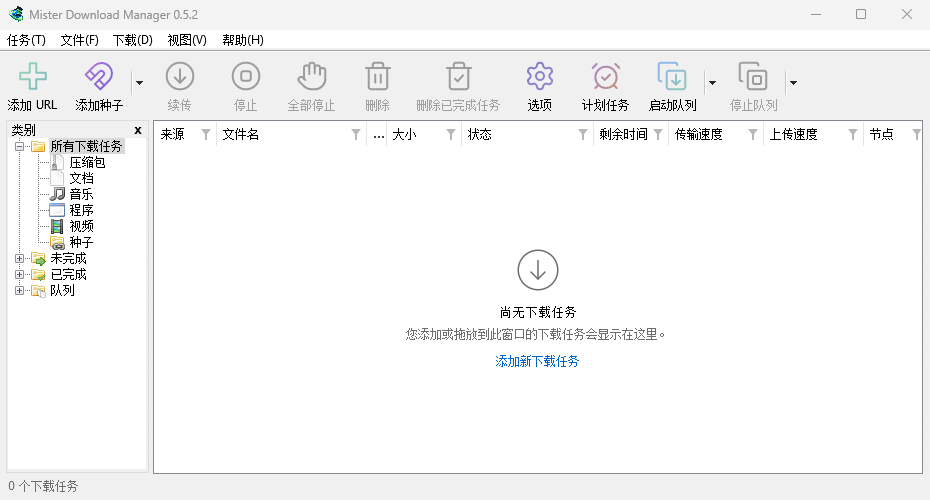 Mister Download Manager 0.5.2
任务(T) 文件(F) 下载(D) 视图(V) 帮助(H)
添加 URL 添加种子 续传 停止 全部停止 删除 删除已完成任务 选项 计划任务 启动队列 停止队列
类别 x
来源 文件名 ... 大小 状态 剩余时间 传输速度 上传速度 节点
所有下载任务
压缩包
文档
音乐
程序
视频
种子
未完成
已完成
队列
尚无下载任务
您添加或拖放到此窗口的下载任务会显示在这里。
添加新下载任务
0 个下载任务